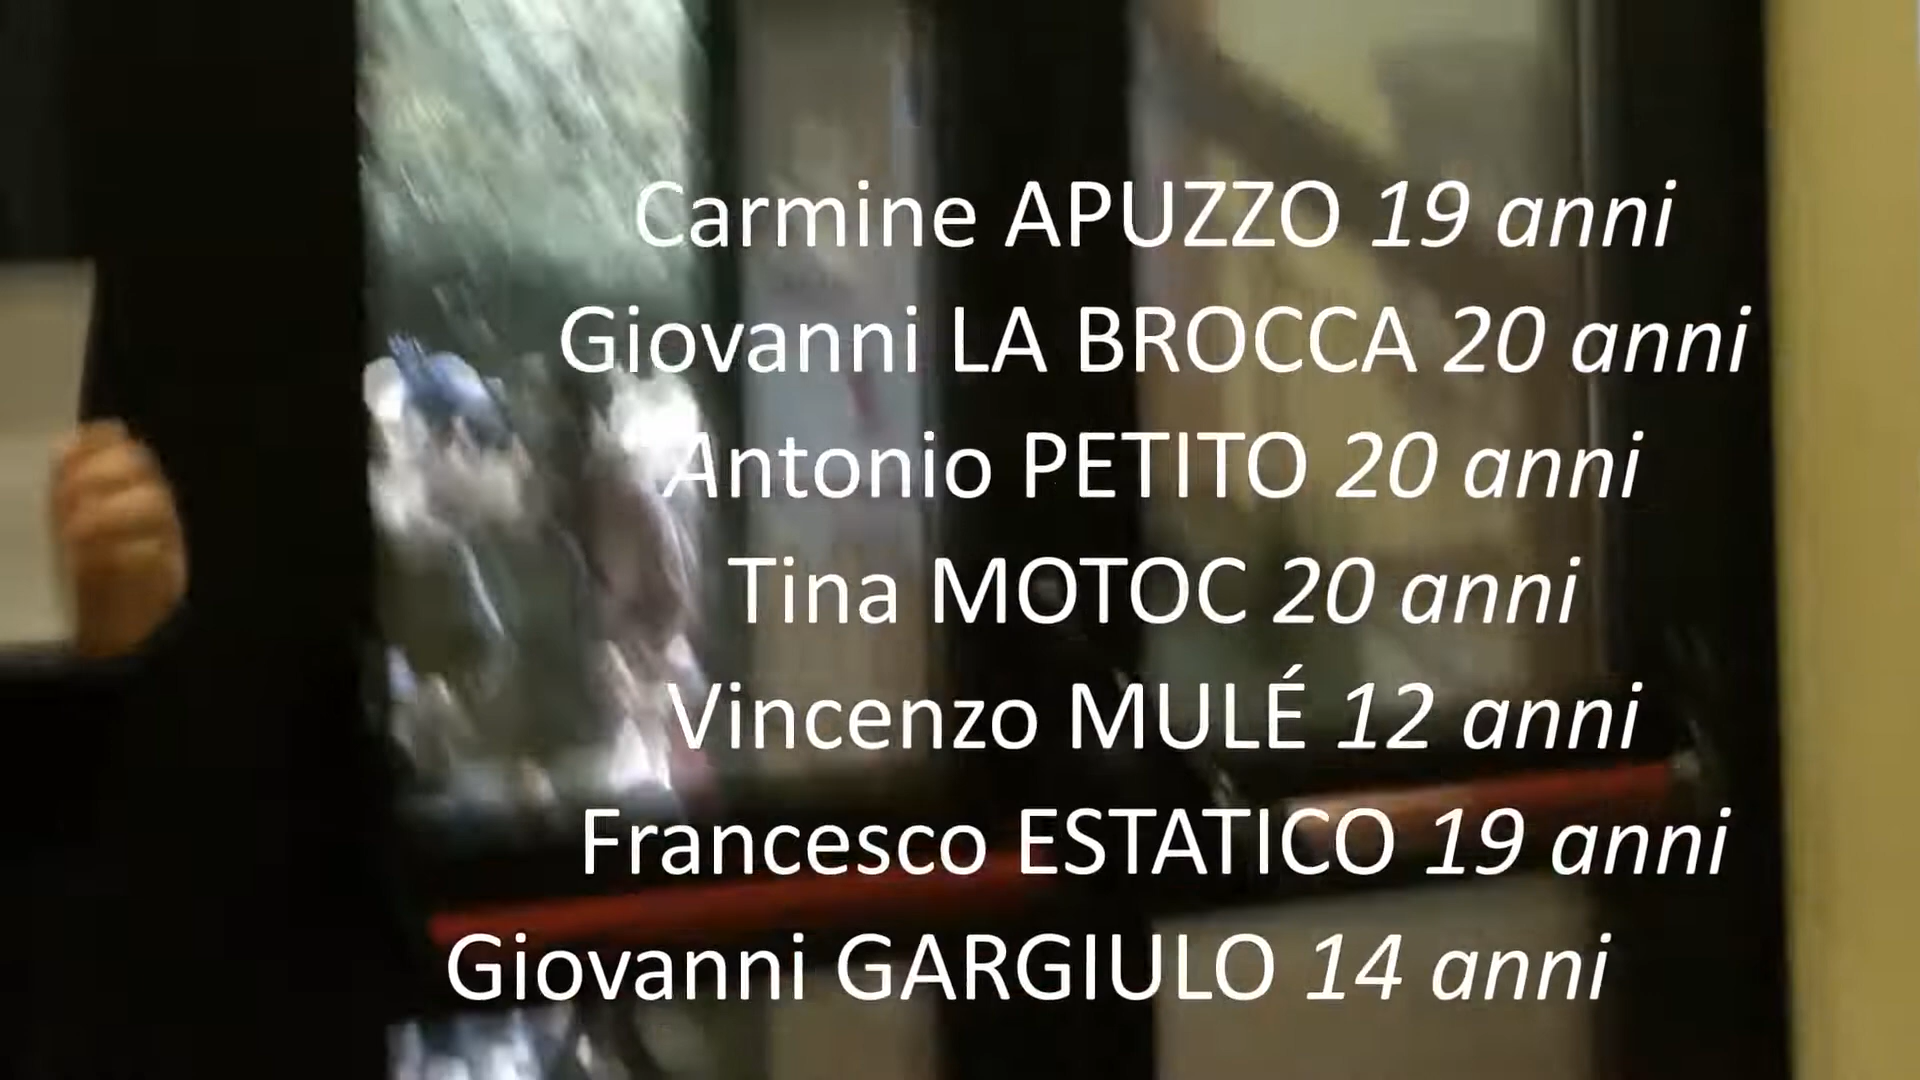 Carmine APUZZO 19 anni
Giovanni LA BROCCA 20 anni
Antonio PETITO 20 anni
Tina MOTOC 20 anni
Vincenzo MULÉ 12 anni
Francesco ESTATICO 19 anni
Giovanni GARGIULO 14 anni